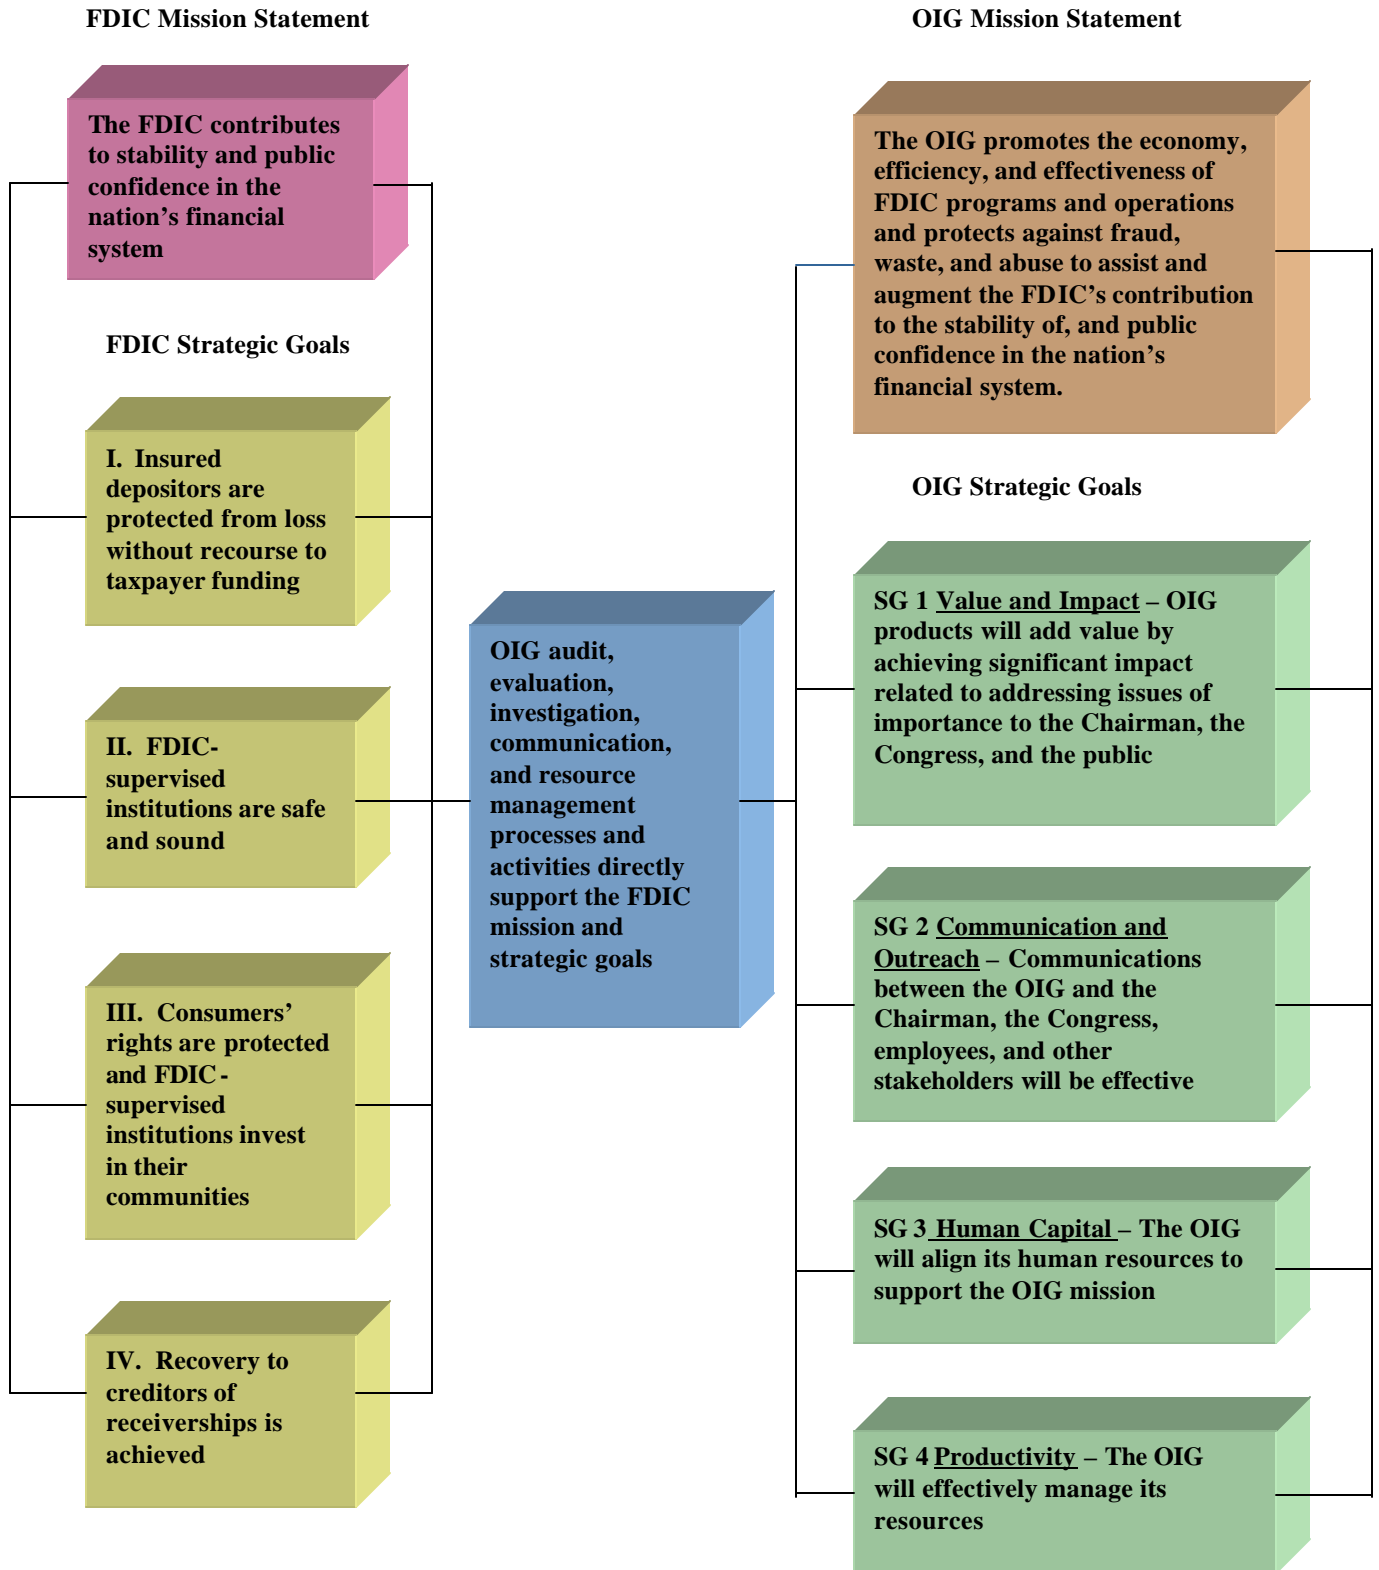 FDIC Mission Statement
The FDIC contributes
to stability and public
confidence in the
nation’s financial
system
FDIC Strategic Goals
I. Insured
depositors are
protected from loss
without recourse to
taxpayer funding
II. FDIC-
supervised
institutions are safe
and sound
III. Consumers’
rights are protected
and FDIC-
supervised
institutions invest
in their
communities
IV. Recovery to
creditors of
receiverships is
achieved
OIG audit,
evaluation,
investigation,
communication,
and resource
management
processes and
activities directly
support the FDIC
mission and
strategic goals
OIG Mission Statement
The OIG promotes the economy,
efficiency, and effectiveness of
FDIC programs and operations
and protects against fraud,
waste, and abuse to assist and
augment the FDIC’s contribution
to the stability of, and public
confidence in the nation’s
financial system.
OIG Strategic Goals
SG 1 Value and Impact – OIG
products will add value by
achieving significant impact
related to addressing issues of
importance to the Chairman, the
Congress, and the public
SG 2 Communication and
Outreach – Communications
between the OIG and the
Chairman, the Congress,
employees, and other
stakeholders will be effective
SG 3 Human Capital – The OIG
will align its human resources to
support the OIG mission
SG 4 Productivity – The OIG
will effectively manage its
resources